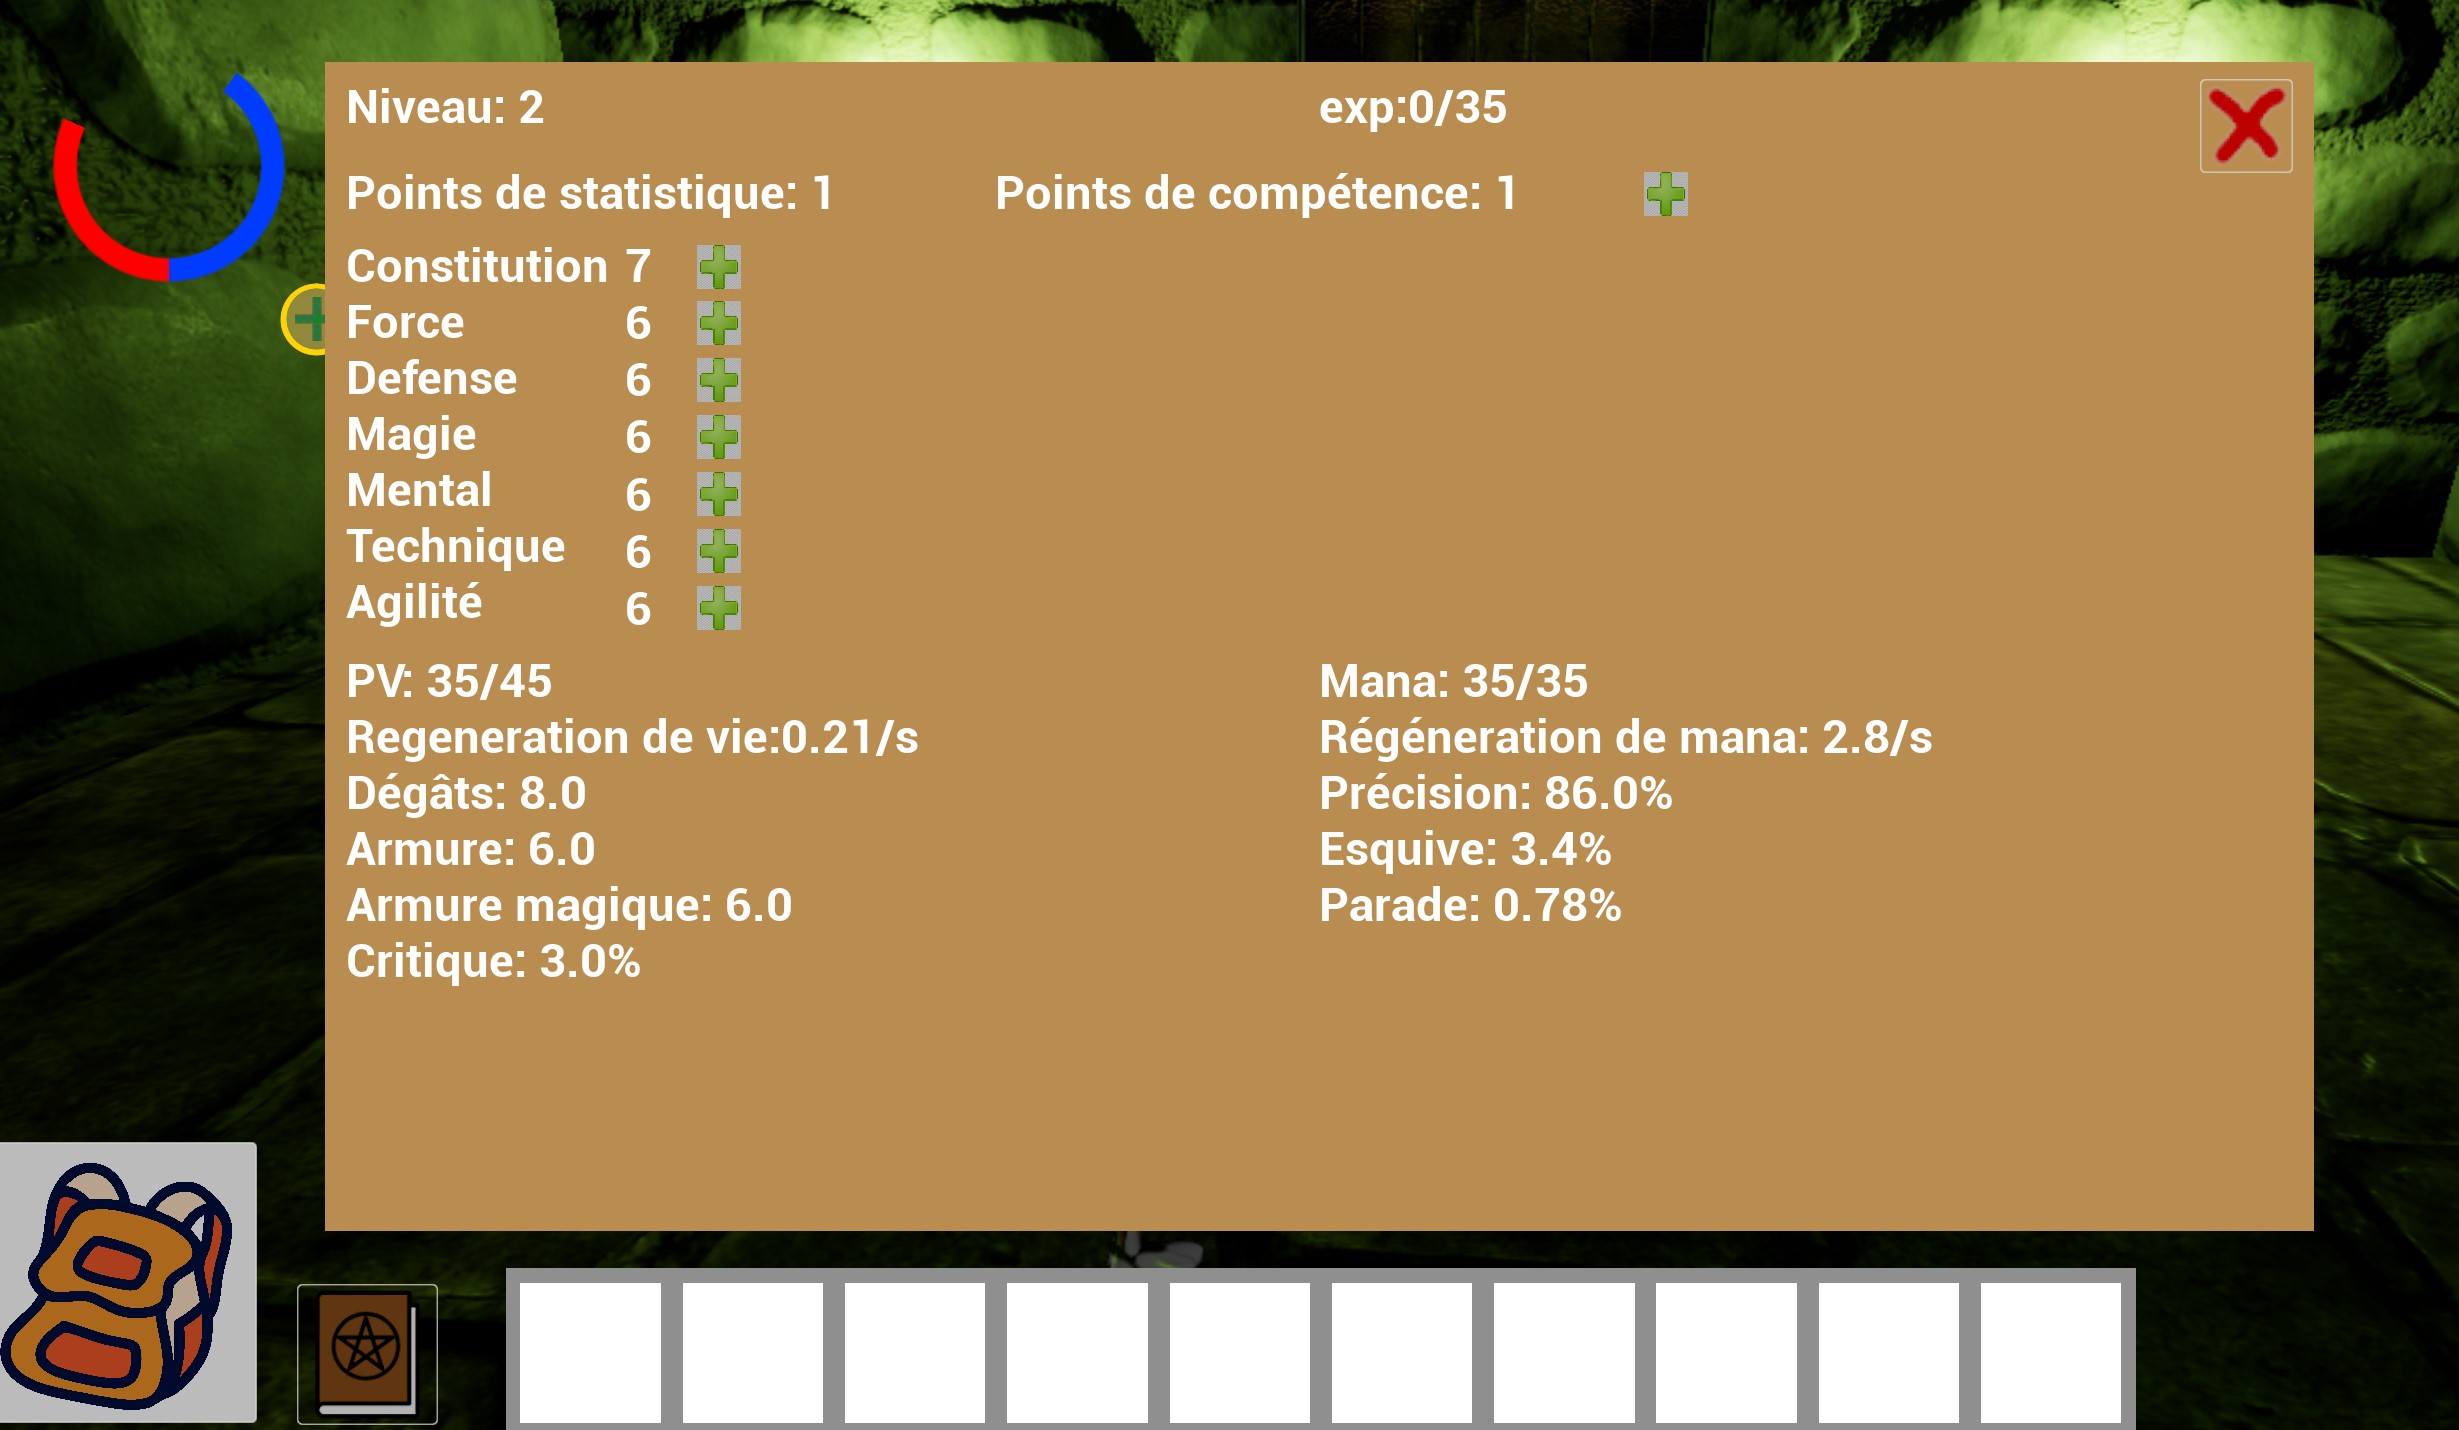 Niveau: 2 exp:0/35
Points de statistique: 1 Points de compétence: 1
Constitution 7
Force 6
Defense 6
Magie 6
Mental 6
Technique 6
Agilité 6
PV: 35/45 Mana: 35/35
Regeneration de vie:0.21/s Régéneration de mana: 2.8/s
Dégâts: 8.0 Précision: 86.0%
Armure: 6.0 Esquive: 3.4%
Armure magique: 6.0 Parade: 0.78%
Critique: 3.0%